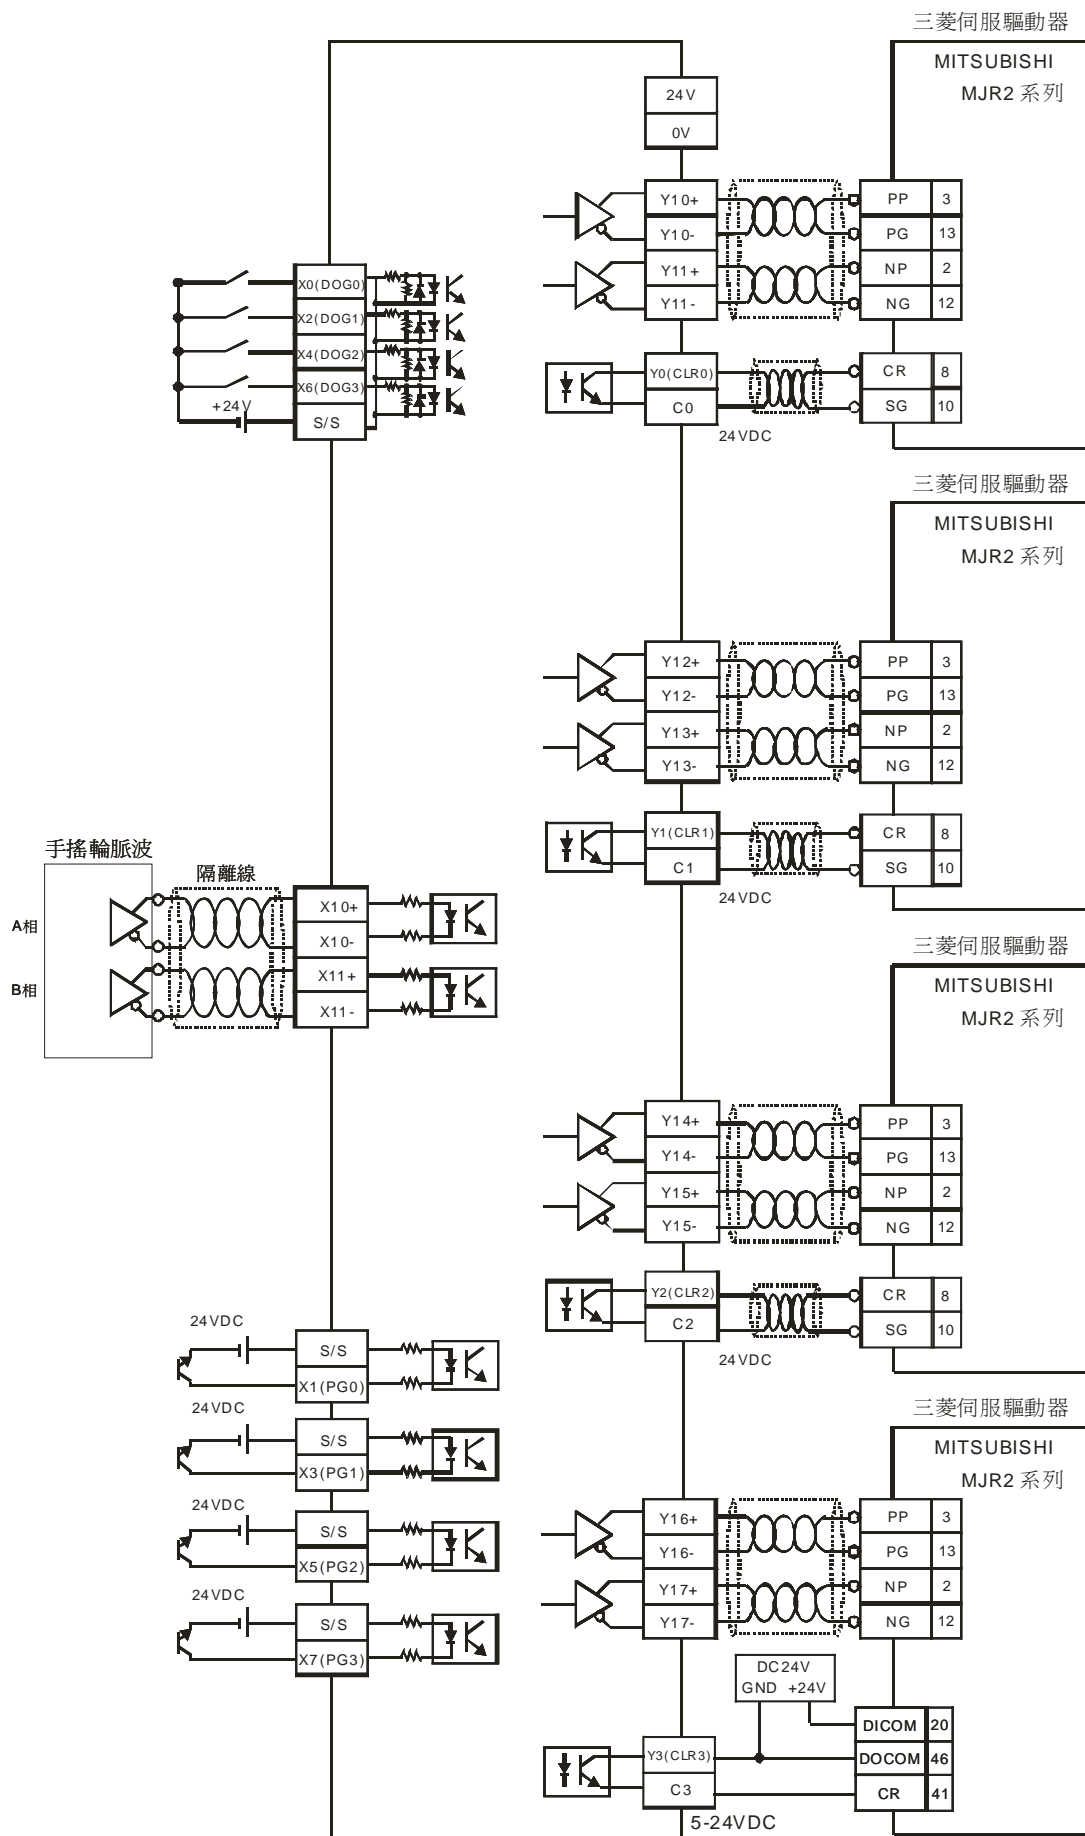 三菱伺服驅動器
MITSUBISHI
MJR2 系列
24V
0V
Y10+
PP 3
Y10-
PG 13
Y11+
NP 2
Y11-
NG 12
Y0(CLR0)
CR 8
C0
SG 10
24VDC
X0(DOG0)
X2(DOG1)
X4(DOG2)
X6(DOG3)
+24V
S/S
三菱伺服驅動器
MITSUBISHI
MJR2 系列
Y12+
PP 3
Y12-
PG 13
Y13+
NP 2
Y13-
NG 12
Y1(CLR1)
CR 8
C1
SG 10
24VDC
手搖輪脈波
隔離線
A相
B相
X10+
X10-
X11+
X11-
三菱伺服驅動器
MITSUBISHI
MJR2 系列
Y14+
PP 3
Y14-
PG 13
Y15+
NP 2
Y15-
NG 12
Y2(CLR2)
CR 8
C2
SG 10
24VDC
24VDC
S/S
X1(PG0)
24VDC
S/S
X3(PG1)
24VDC
S/S
X5(PG2)
24VDC
S/S
X7(PG3)
三菱伺服驅動器
MITSUBISHI
MJR2 系列
Y16+
PP 3
Y16-
PG 13
Y17+
NP 2
Y17-
NG 12
DC24V
GND +24V
DICOM 20
Y3(CLR3)
DOCOM 46
C3
CR 41
5-24VDC